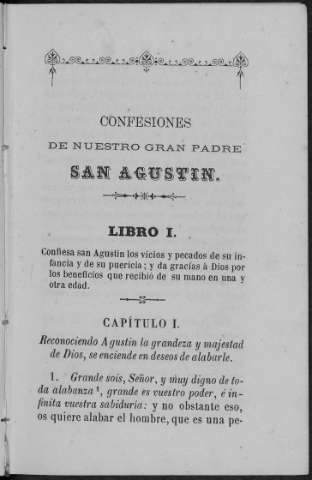 CONFESIONES
DE NUESTRO GRAN PADRE
SAN AGUSTIN.
LIBRO I.
Confiesa san Agustin los vicios y pecados de su in-
fancia y de su puericia; y da gracias á Dios por
los beneficios que recibió de su mano en una y
otra edad.
CAPÍTULO I.
Reconociendo Agustin la grandeza y majestad
de Dios, se enciende en deseos de alabarle.
1. Grande sois, Señor, y muy digno de to-
da alabanza ¹, grande es vuestro poder, é in-
finita vuestra sabiduría: y no obstante eso,
os quiere alabar el hombre, que es una pe-